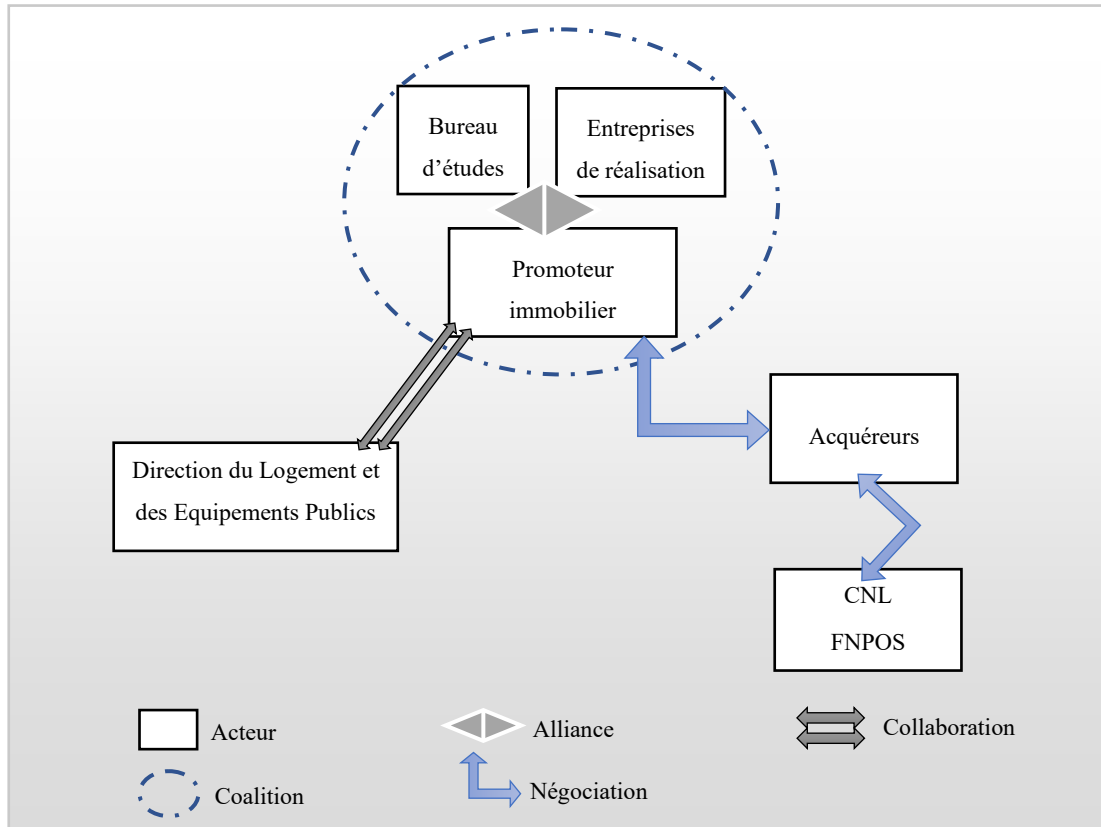 Bureau
d’études
Entreprises
de réalisation
Promoteur
immobilier
Acquéreurs
Direction du Logement et
des Equipements Publics
CNL
FNPOS
Acteur
Alliance
Collaboration
Coalition
Négociation